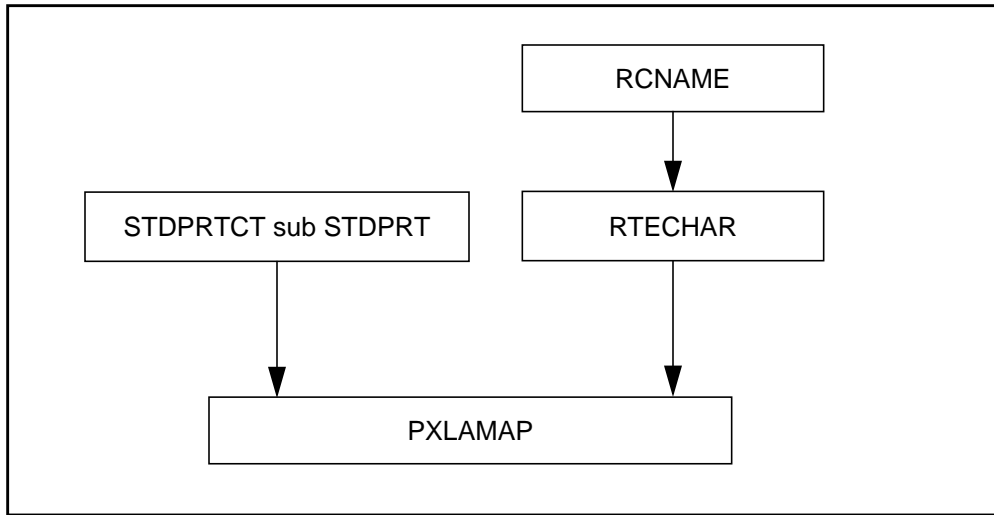 RCNAME
STDPRTCT sub STDPRT
RTECHAR
PXLAMAP